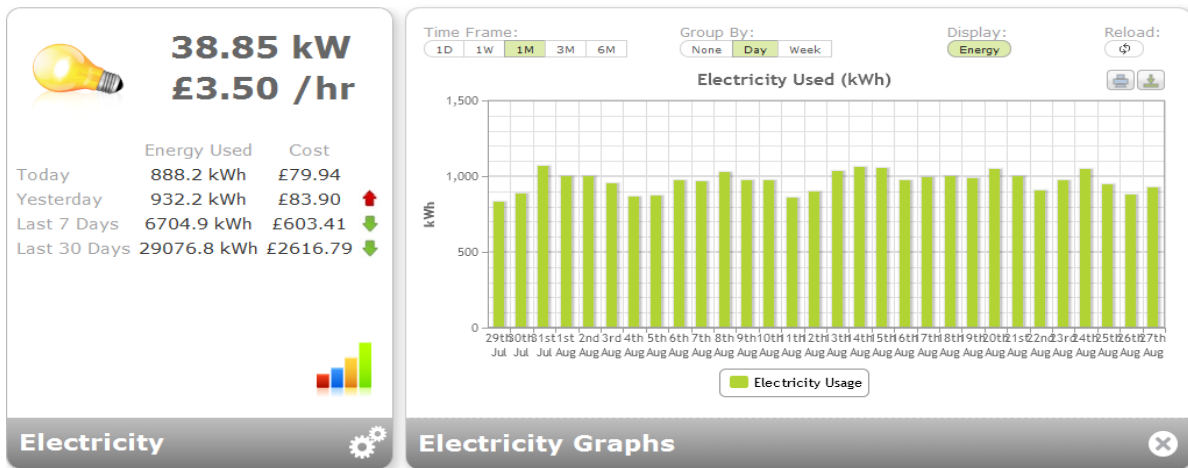 38.85 kW
£3.50 /hr
Energy Used Cost
Today 888.2 kWh £79.94
Yesterday 932.2 kWh £83.90
Last 7 Days 6704.9 kWh £603.41
Last 30 Days 29076.8 kWh £2616.79
Electricity
Time Frame: Group By: Display: Reload:
1D 1W 1M 3M 6M None Day Week Energy
Electricity Used (kWh)
1,500
1,000
500
0
kWh
29th 30th 31st 1st 2nd 3rd 4th 5th 6th 7th 8th 9th 10th 11th 12th 13th 14th 15th 16th 17th 18th 19th 20th 21st 22nd 23rd 24th 25th 26th 27th
Jul Jul Jul Aug Aug Aug Aug Aug Aug Aug Aug Aug Aug Aug Aug Aug Aug Aug Aug Aug Aug Aug Aug Aug Aug Aug Aug Aug Aug Aug
Electricity Usage
Electricity Graphs